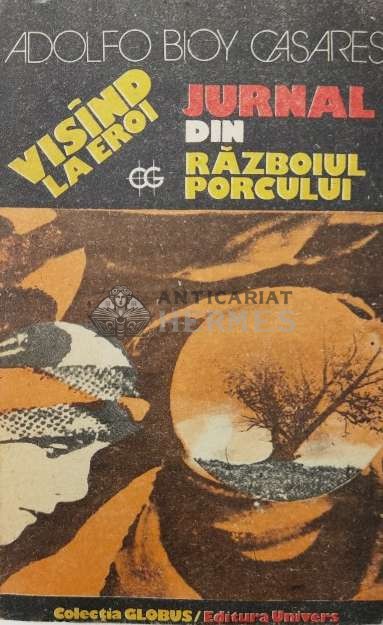 ADOLFO BIOY CASARES
VISÎND
LA EROI
JURNAL
DIN
RĂZBOIUL
PORCULUI
CG
ANTICARIAT
HERMES
Colecția GLOBUS/Editura Univers